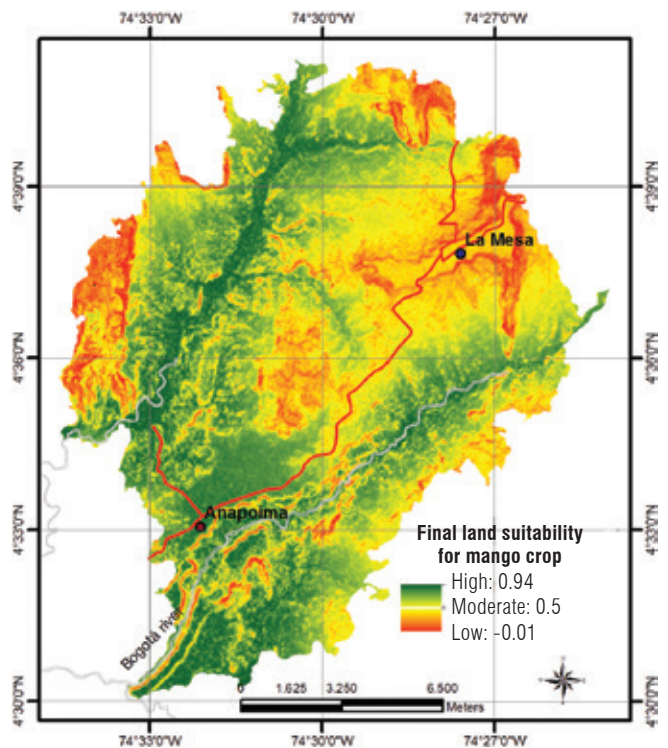 74°33'0"W 74°30'0"W 74°27'0"W
4°39'0"N 4°39'0"N
La Mesa
4°36'0"N 4°36'0"N
Anapoima
4°33'0"N 4°33'0"N
Final land suitability
for mango crop
High: 0.94
Moderate: 0.5
Low: -0.01
Bogotá river
0 1.625 3.250 6.500
Meters
4°30'0"N 4°30'0"N
74°33'0"W 74°30'0"W 74°27'0"W